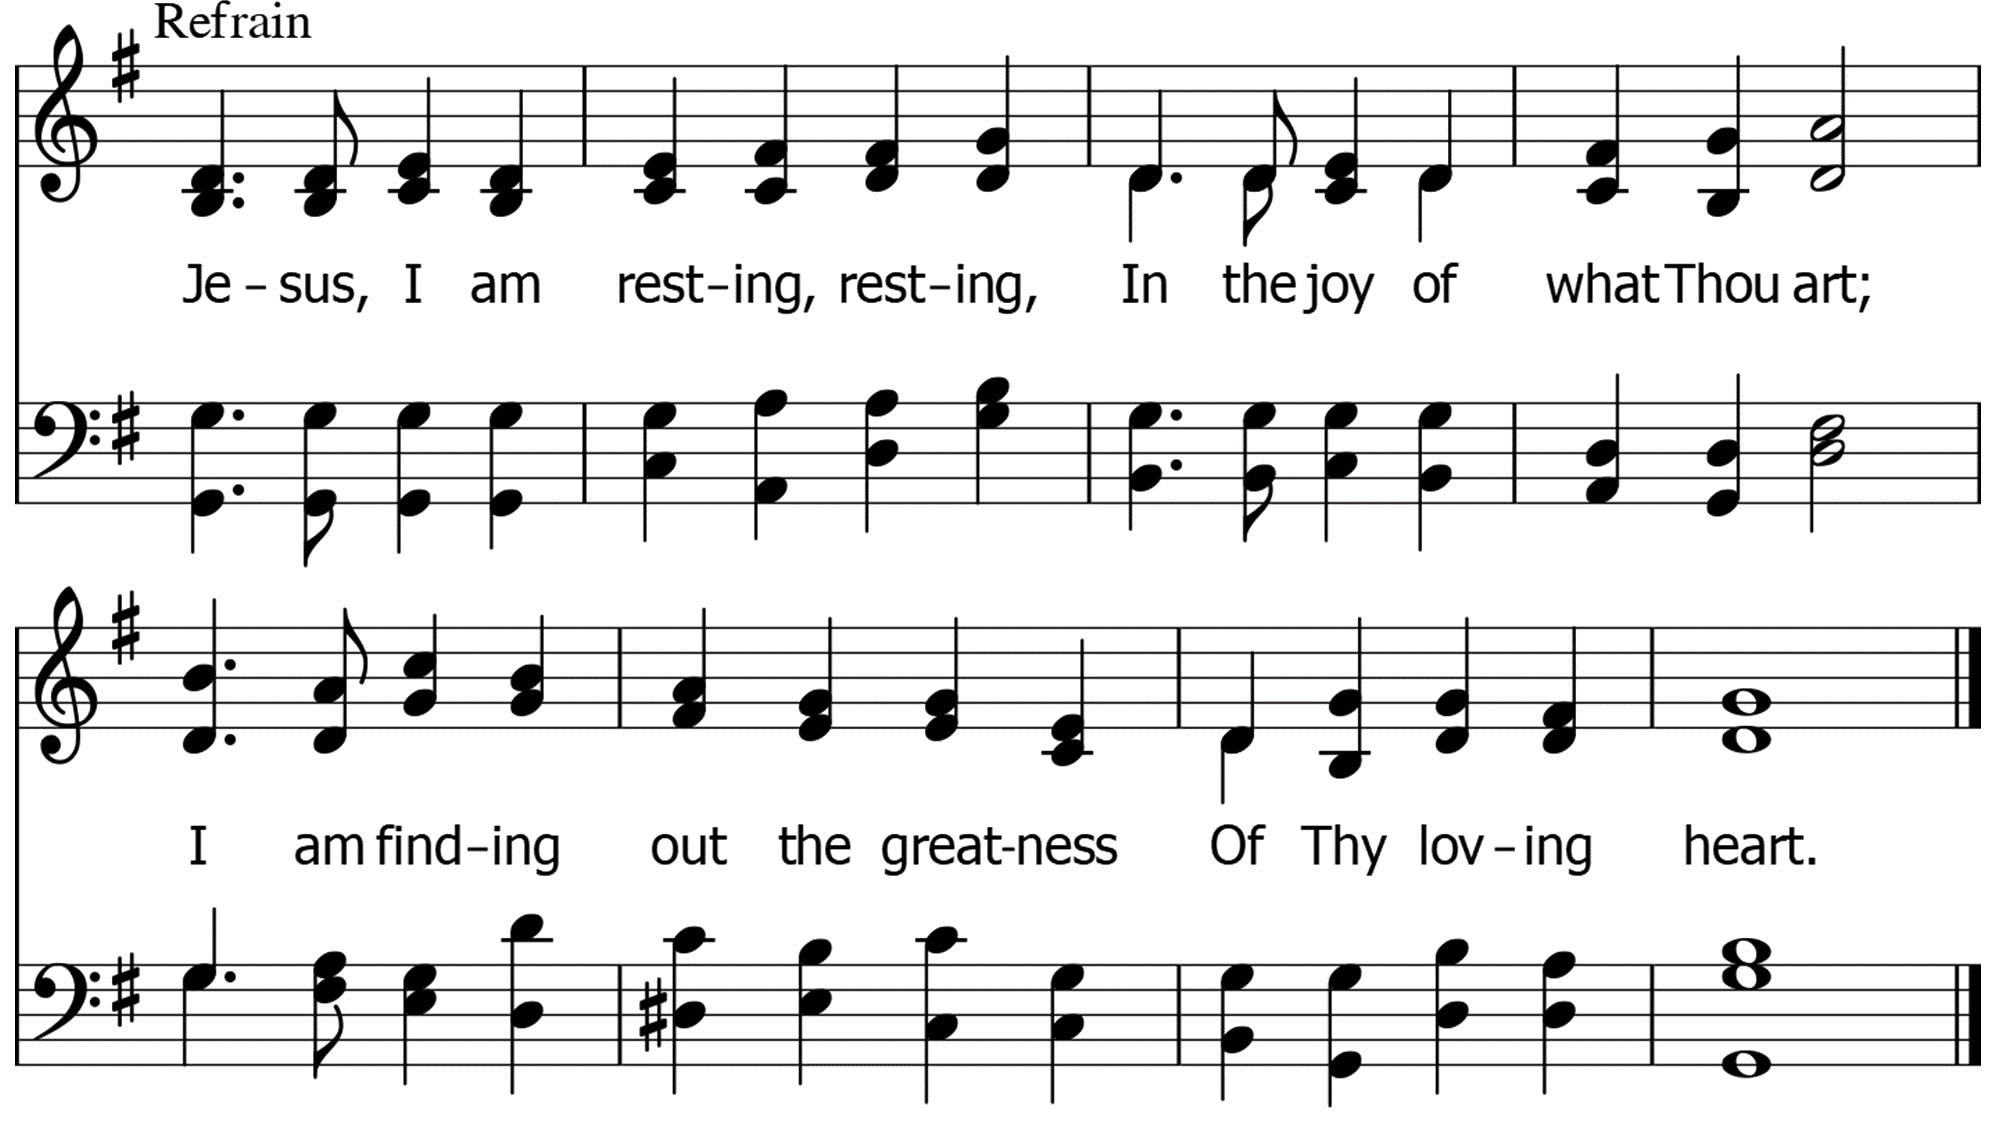 Refrain
Je – sus, I am rest–ing, rest–ing, In the joy of what Thou art;
I am find–ing out the great-ness Of Thy lov – ing heart.